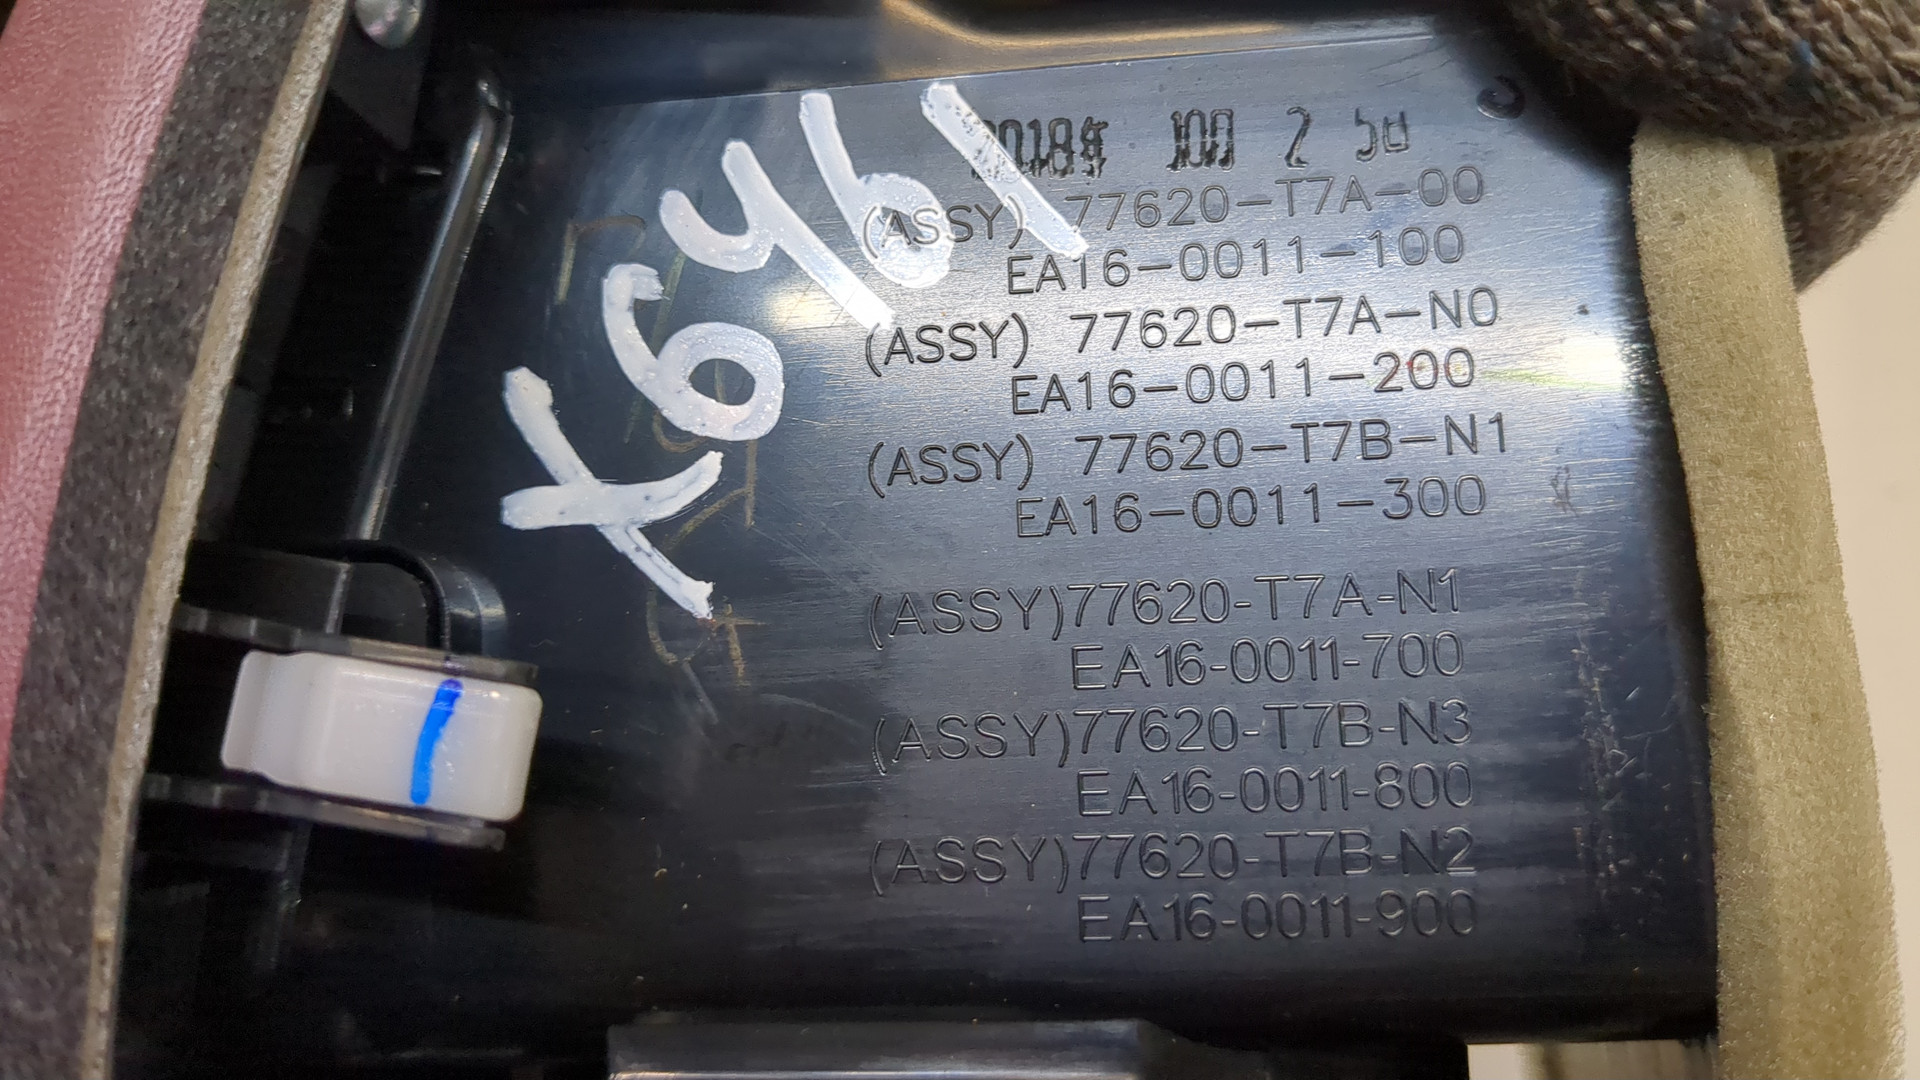 X6461
(ASSY) 77620-T7A-00
EA16-0011-100
(ASSY) 77620-T7A-N0
EA16-0011-200
(ASSY) 77620-T7B-N1
EA16-0011-300
(ASSY)77620-T7A-N1
EA16-0011-700
(ASSY)77620-T7B-N3
EA16-0011-800
(ASSY)77620-T7B-N2
EA16-0011-900